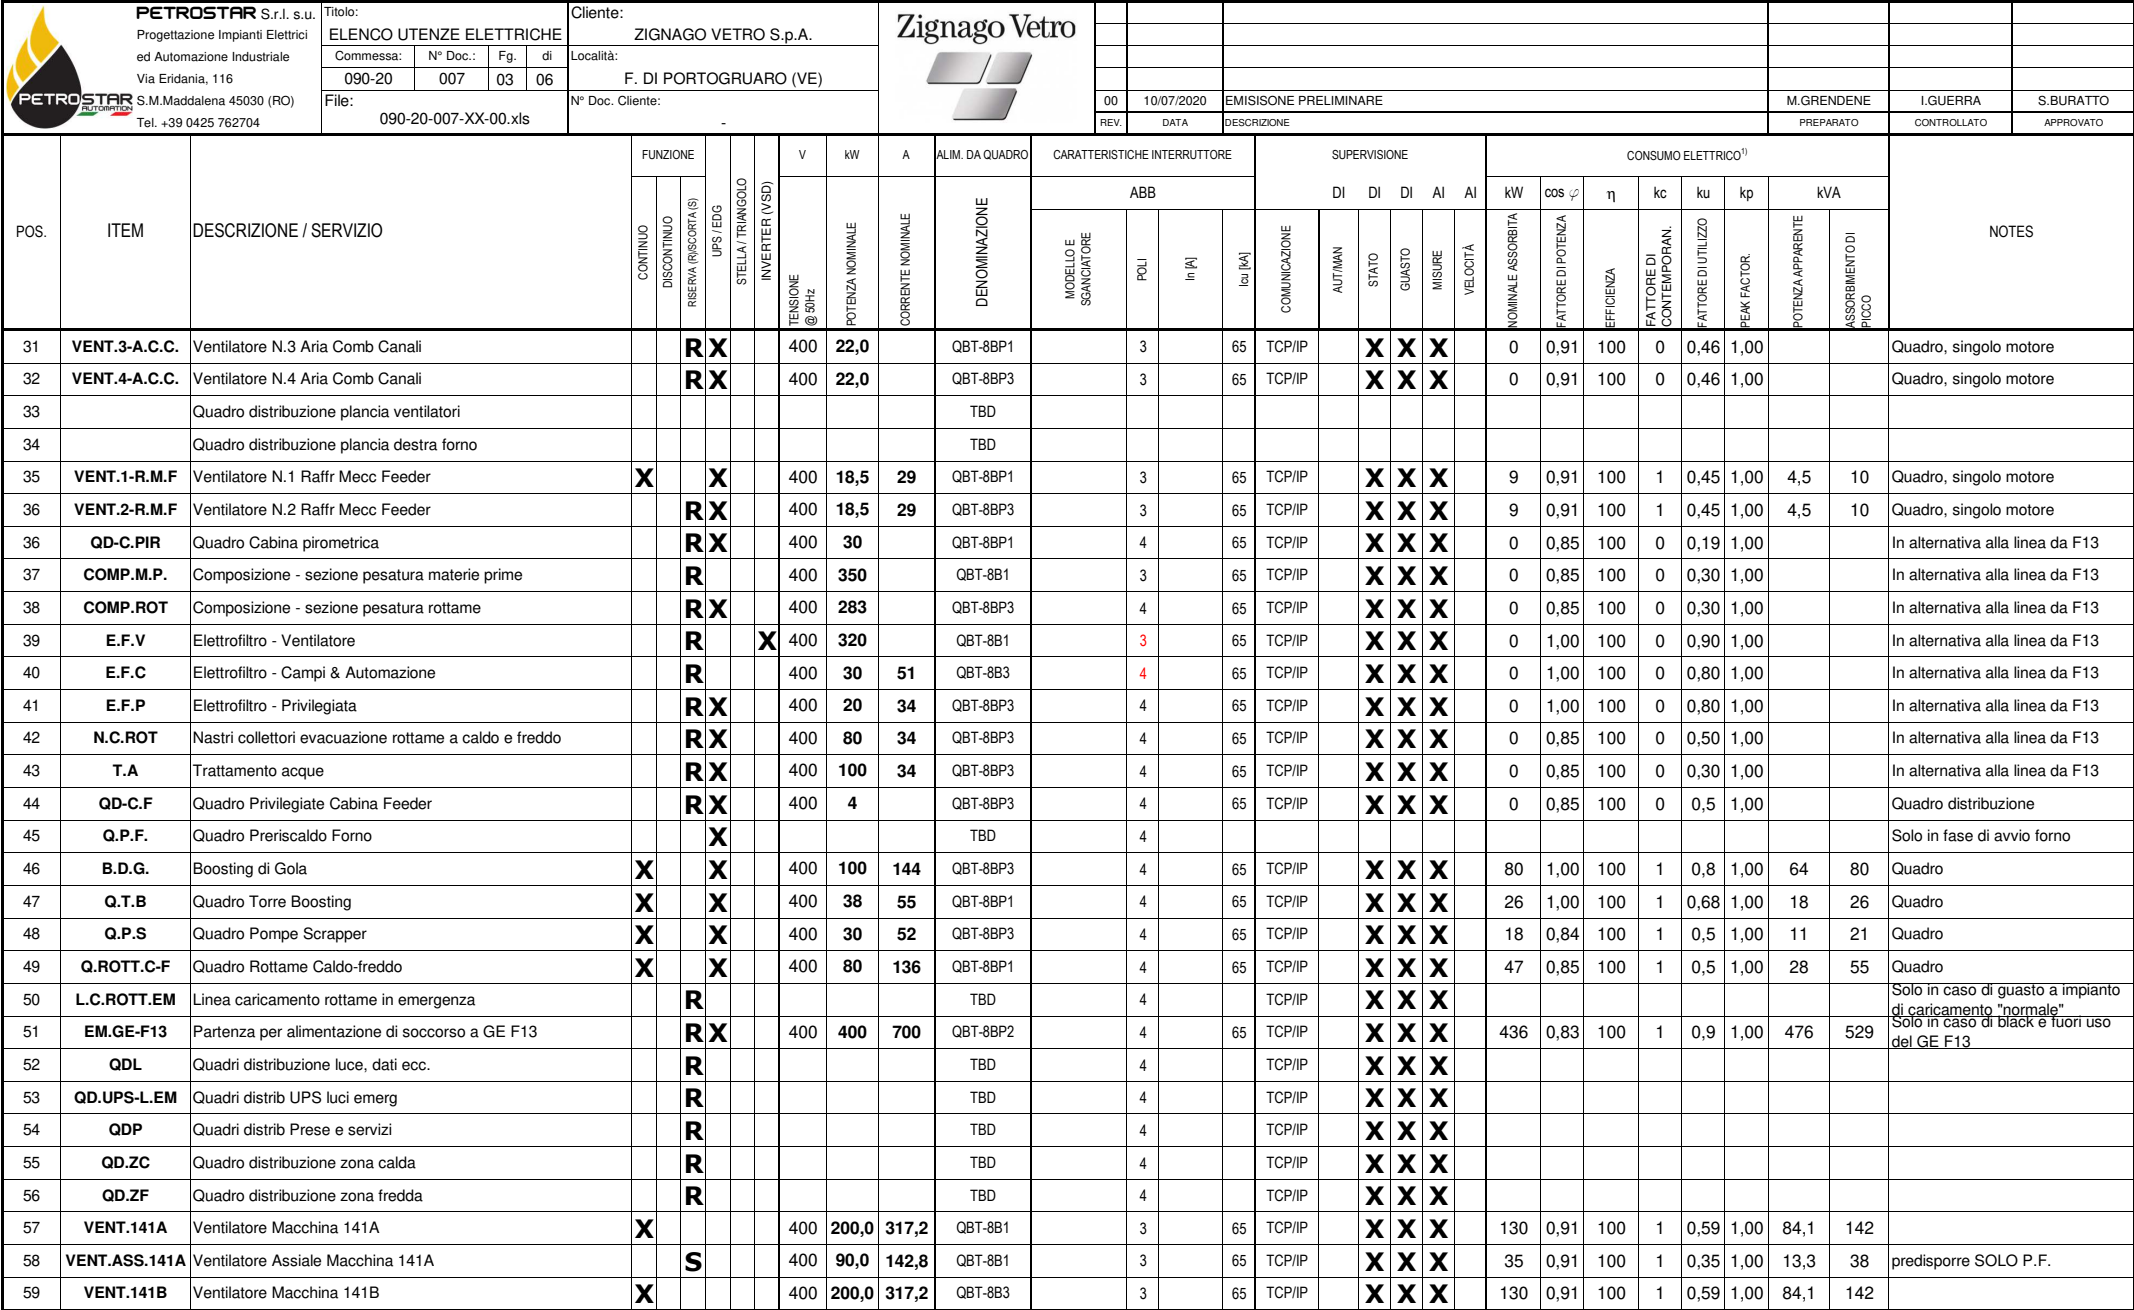 PETROSTAR S.r.l. s.u.
Progettazione Impianti Elettrici
ed Automazione Industriale
Via Eridania, 116
S.M.Maddalena 45030 (RO)
Tel. +39 0425 762704
PETROSTAR
AUTOMATION
Titolo:
ELENCO UTENZE ELETTRICHE
Commessa: N° Doc.: Fg. di
090-20 007 03 06
File:
090-20-007-XX-00.xls
Cliente:
ZIGNAGO VETRO S.p.A.
Località:
F. DI PORTOGRUARO (VE)
N° Doc. Cliente:
-
Zignago Vetro
00 10/07/2020 EMISISONE PRELIMINARE M.GRENDENE I.GUERRA S.BURATTO
REV. DATA DESCRIZIONE PREPARATO CONTROLLATO APPROVATO
POS. ITEM DESCRIZIONE / SERVIZIO
FUNZIONE
CONTINUO
DISCONTINUO
RISERVA (R)/SCORTA (S)
UPS / EDG
STELLA / TRIANGOLO
INVERTER (VSD)
V
TENSIONE @ 50Hz
kW
POTENZA NOMINALE
A
CORRENTE NOMINALE
ALIM. DA QUADRO
DENOMINAZIONE
CARATTERISTICHE INTERRUTTORE
ABB
MODELLO E SGANCIATORE
POLI
In [A]
Icu [kA]
SUPERVISIONE
DI DI DI AI AI
COMUNICAZIONE
AUT/MAN
STATO
GUASTO
MISURE
VELOCITÀ
CONSUMO ELETTRICO1)
kW cos φ η kc ku kp kVA
NOMINALE ASSORBITA
FATTORE DI POTENZA
EFFICIENZA
FATTORE DI CONTEMPORAN.
FATTORE DI UTILIZZO
PEAK FACTOR.
POTENZA APPARENTE
ASSORBIMENTO DI PICCO
NOTES
31 VENT.3-A.C.C. Ventilatore N.3 Aria Comb Canali R X 400 22,0 QBT-8BP1 3 65 TCP/IP X X X 0 0,91 100 0 0,46 1,00 Quadro, singolo motore
32 VENT.4-A.C.C. Ventilatore N.4 Aria Comb Canali R X 400 22,0 QBT-8BP3 3 65 TCP/IP X X X 0 0,91 100 0 0,46 1,00 Quadro, singolo motore
33 Quadro distribuzione plancia ventilatori TBD
34 Quadro distribuzione plancia destra forno TBD
35 VENT.1-R.M.F Ventilatore N.1 Raffr Mecc Feeder X X 400 18,5 29 QBT-8BP1 3 65 TCP/IP X X X 9 0,91 100 1 0,45 1,00 4,5 10 Quadro, singolo motore
36 VENT.2-R.M.F Ventilatore N.2 Raffr Mecc Feeder R X 400 18,5 29 QBT-8BP3 3 65 TCP/IP X X X 9 0,91 100 1 0,45 1,00 4,5 10 Quadro, singolo motore
36 QD-C.PIR Quadro Cabina pirometrica R X 400 30 QBT-8BP1 4 65 TCP/IP X X X 0 0,85 100 0 0,19 1,00 In alternativa alla linea da F13
37 COMP.M.P. Composizione - sezione pesatura materie prime R 400 350 QBT-8B1 3 65 TCP/IP X X X 0 0,85 100 0 0,30 1,00 In alternativa alla linea da F13
38 COMP.ROT Composizione - sezione pesatura rottame R X 400 283 QBT-8BP3 4 65 TCP/IP X X X 0 0,85 100 0 0,30 1,00 In alternativa alla linea da F13
39 E.F.V Elettrofiltro - Ventilatore R X 400 320 QBT-8B1 3 65 TCP/IP X X X 0 1,00 100 0 0,90 1,00 In alternativa alla linea da F13
40 E.F.C Elettrofiltro - Campi & Automazione R 400 30 51 QBT-8B3 4 65 TCP/IP X X X 0 1,00 100 0 0,80 1,00 In alternativa alla linea da F13
41 E.F.P Elettrofiltro - Privilegiata R X 400 20 34 QBT-8BP3 4 65 TCP/IP X X X 0 1,00 100 0 0,80 1,00 In alternativa alla linea da F13
42 N.C.ROT Nastri collettori evacuazione rottame a caldo e freddo R X 400 80 34 QBT-8BP3 4 65 TCP/IP X X X 0 0,85 100 0 0,50 1,00 In alternativa alla linea da F13
43 T.A Trattamento acque R X 400 100 34 QBT-8BP3 4 65 TCP/IP X X X 0 0,85 100 0 0,30 1,00 In alternativa alla linea da F13
44 QD-C.F Quadro Privilegiate Cabina Feeder R X 400 4 QBT-8BP3 4 65 TCP/IP X X X 0 0,85 100 0 0,5 1,00 Quadro distribuzione
45 Q.P.F. Quadro Preriscaldo Forno X TBD 4 Solo in fase di avvio forno
46 B.D.G. Boosting di Gola X X 400 100 144 QBT-8BP3 4 65 TCP/IP X X X 80 1,00 100 1 0,8 1,00 64 80 Quadro
47 Q.T.B Quadro Torre Boosting X X 400 38 55 QBT-8BP1 4 65 TCP/IP X X X 26 1,00 100 1 0,68 1,00 18 26 Quadro
48 Q.P.S Quadro Pompe Scrapper X X 400 30 52 QBT-8BP3 4 65 TCP/IP X X X 18 0,84 100 1 0,5 1,00 11 21 Quadro
49 Q.ROTT.C-F Quadro Rottame Caldo-freddo X X 400 80 136 QBT-8BP1 4 65 TCP/IP X X X 47 0,85 100 1 0,5 1,00 28 55 Quadro
50 L.C.ROTT.EM Linea caricamento rottame in emergenza R TBD 4 TCP/IP X X X Solo in caso di guasto a impianto
di caricamento "normale"
51 EM.GE-F13 Partenza per alimentazione di soccorso a GE F13 R X 400 400 700 QBT-8BP2 4 65 TCP/IP X X X 436 0,83 100 1 0,9 1,00 476 529 Solo in caso di black e fuori uso
del GE F13
52 QDL Quadri distribuzione luce, dati ecc. R TBD 4 TCP/IP X X X
53 QD.UPS-L.EM Quadri distrib UPS luci emerg R TBD 4 TCP/IP X X X
54 QDP Quadri distrib Prese e servizi R TBD 4 TCP/IP X X X
55 QD.ZC Quadro distribuzione zona calda R TBD 4 TCP/IP X X X
56 QD.ZF Quadro distribuzione zona fredda R TBD 4 TCP/IP X X X
57 VENT.141A Ventilatore Macchina 141A X 400 200,0 317,2 QBT-8B1 3 65 TCP/IP X X X 130 0,91 100 1 0,59 1,00 84,1 142
58 VENT.ASS.141A Ventilatore Assiale Macchina 141A S 400 90,0 142,8 QBT-8B1 3 65 TCP/IP X X X 35 0,91 100 1 0,35 1,00 13,3 38 predisporre SOLO P.F.
59 VENT.141B Ventilatore Macchina 141B X 400 200,0 317,2 QBT-8B3 3 65 TCP/IP X X X 130 0,91 100 1 0,59 1,00 84,1 142